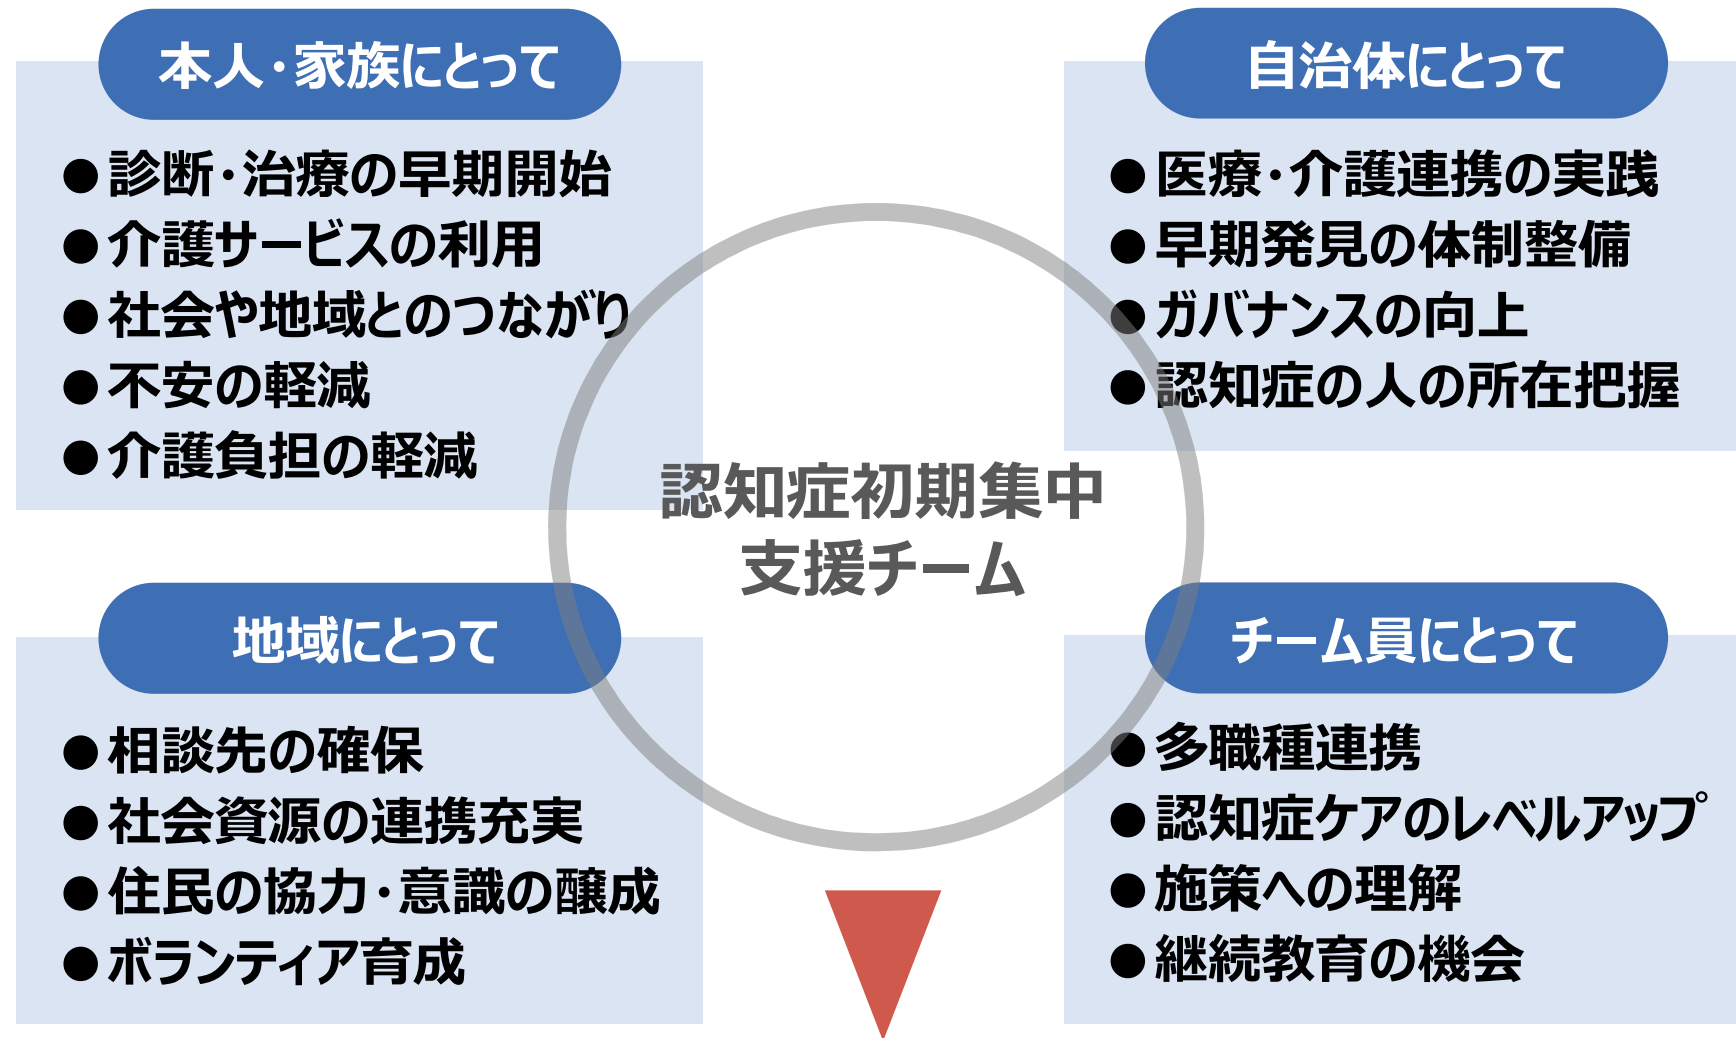 本人・家族にとって
●診断・治療の早期開始
●介護サービスの利用
●社会や地域とのつながり
●不安の軽減
●介護負担の軽減
自治体にとって
●医療・介護連携の実践
●早期発見の体制整備
●ガバナンスの向上
●認知症の人の所在把握
認知症初期集中
支援チーム
地域にとって
●相談先の確保
●社会資源の連携充実
●住民の協力・意識の醸成
●ボランティア育成
チーム員にとって
●多職種連携
●認知症ケアのレベルアップ
●施策への理解
●継続教育の機会